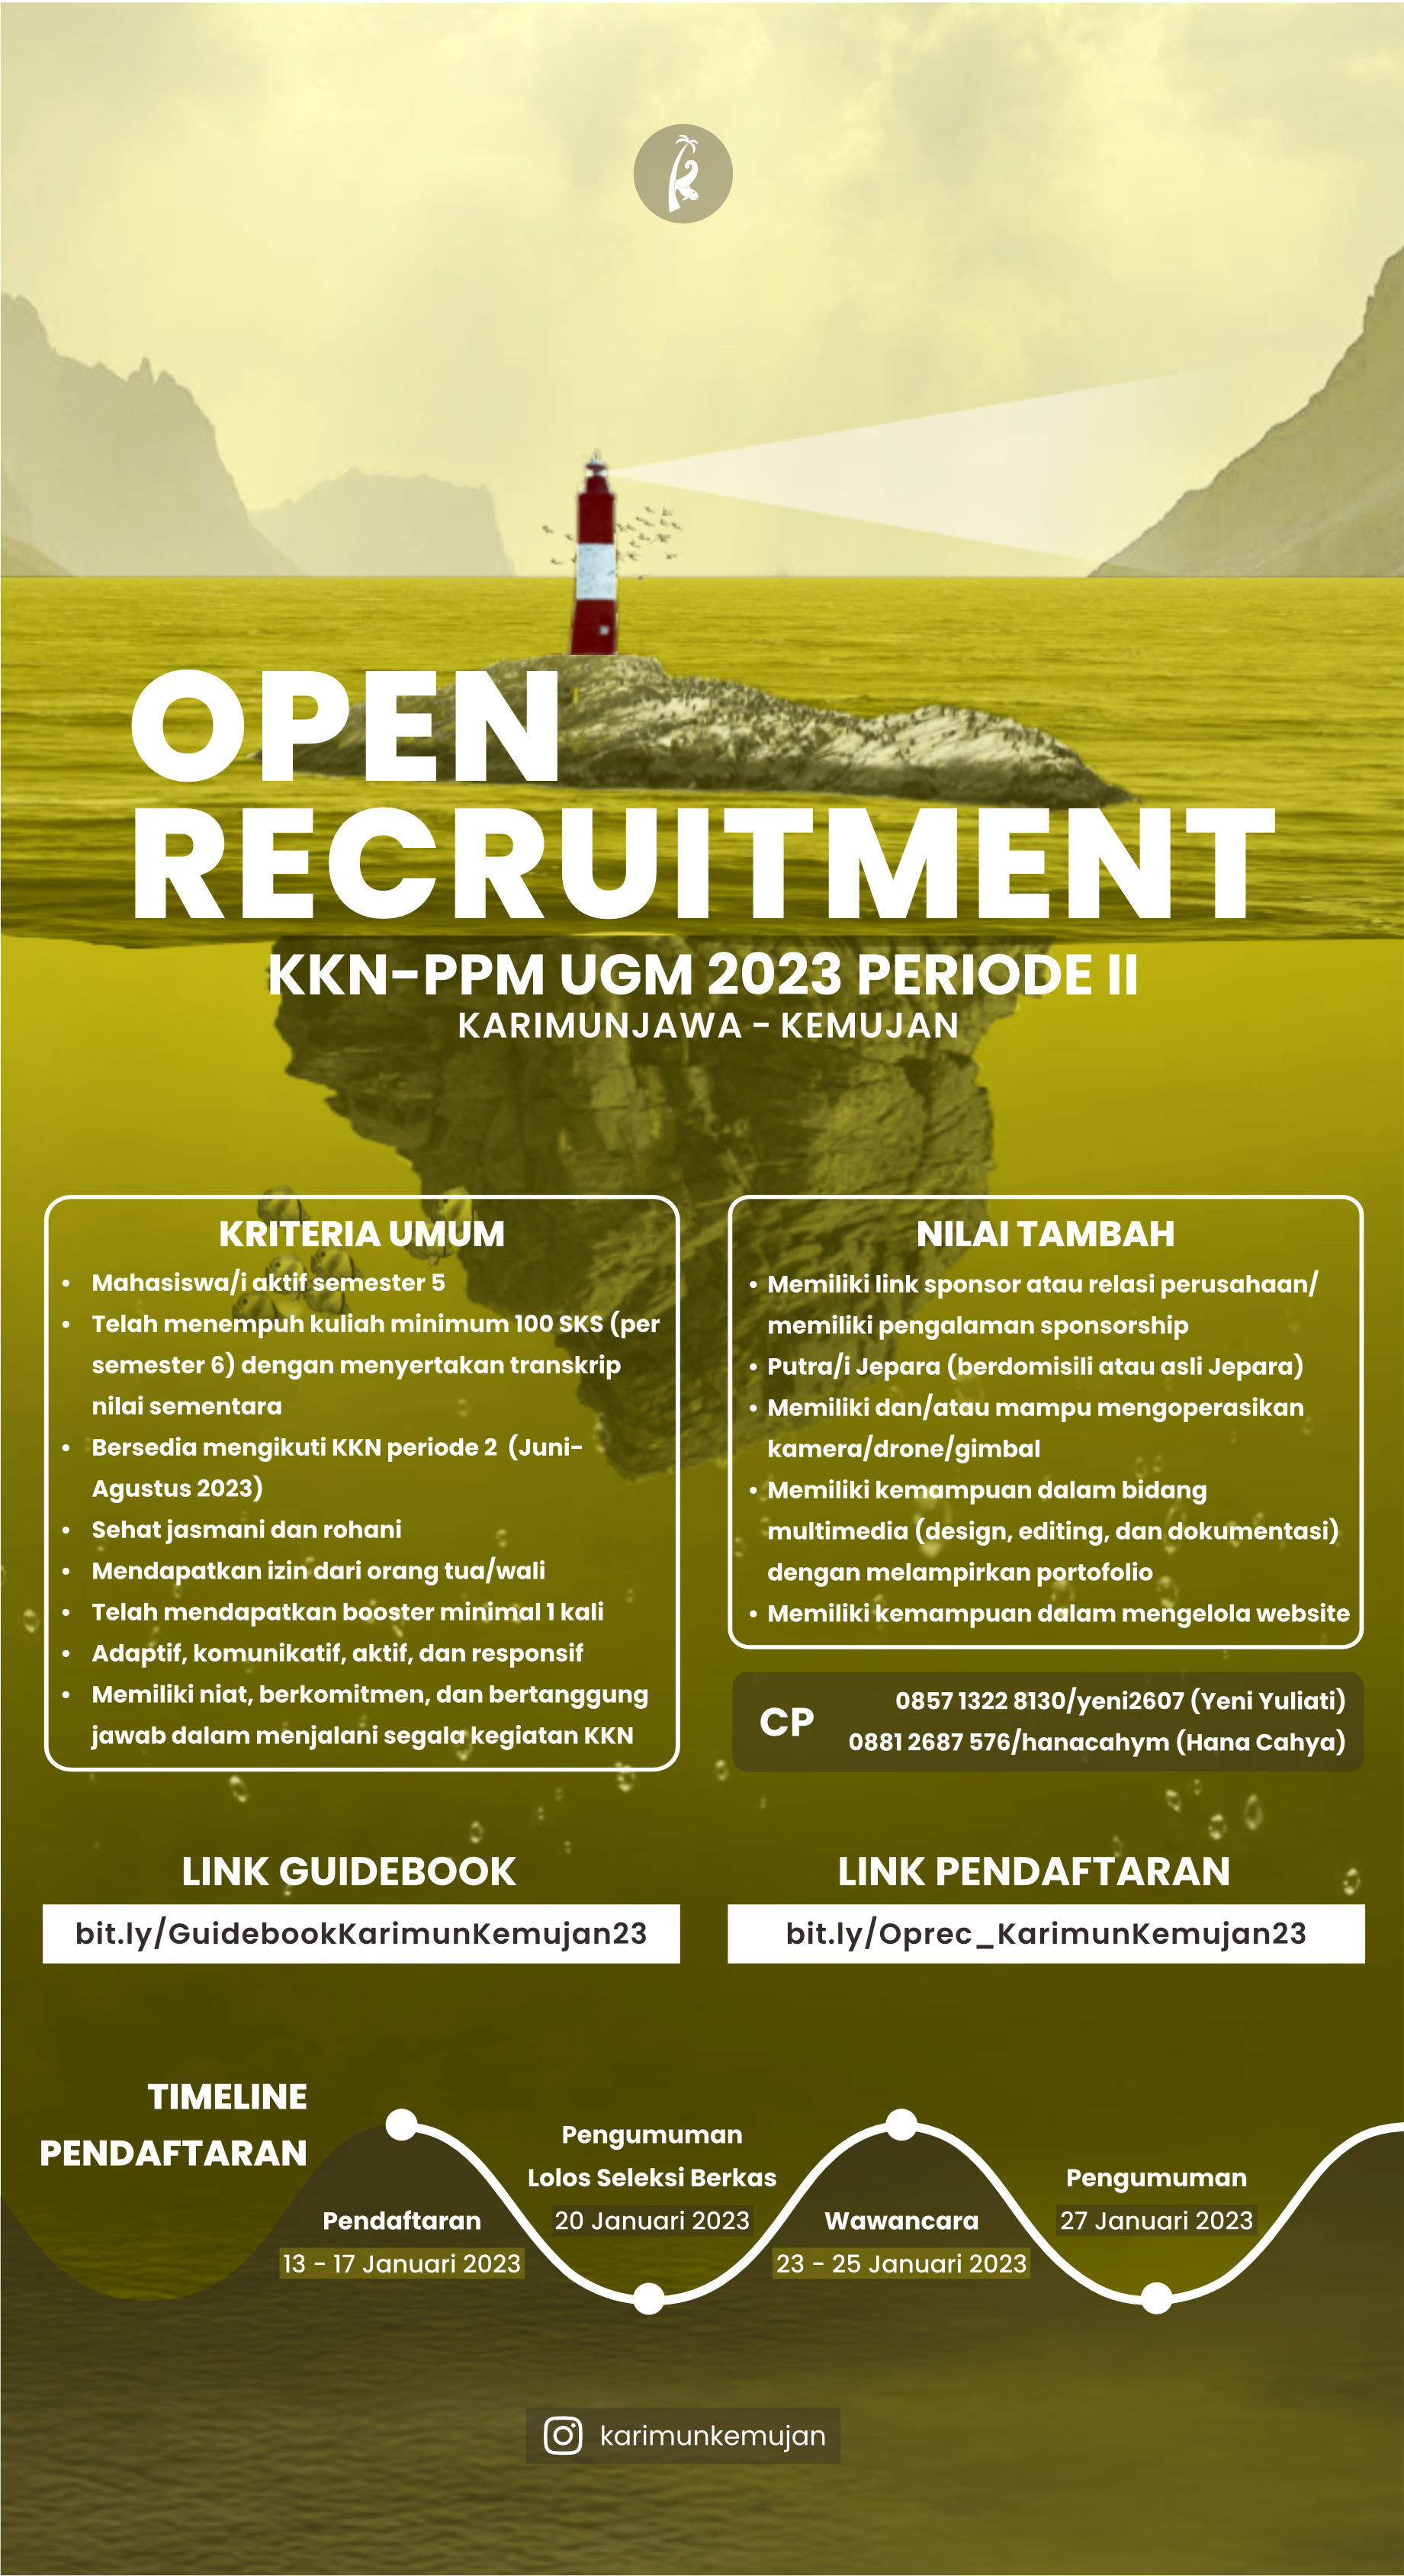 OPEN
RECRUITMENT
KKN-PPM UGM 2023 PERIODE II
KARIMUNJAWA - KEMUJAN
KRITERIA UMUM
• Mahasiswa/i aktif semester 5
• Telah menempuh kuliah minimum 100 SKS (per
semester 6) dengan menyertakan transkrip
nilai sementara
• Bersedia mengikuti KKN periode 2 (Juni-
Agustus 2023)
• Sehat jasmani dan rohani
• Mendapatkan izin dari orang tua/wali
• Telah mendapatkan booster minimal 1 kali
• Adaptif, komunikatif, aktif, dan responsif
• Memiliki niat, berkomitmen, dan bertanggung
jawab dalam menjalani segala kegiatan KKN
NILAI TAMBAH
• Memiliki link sponsor atau relasi perusahaan/
memiliki pengalaman sponsorship
• Putra/i Jepara (berdomisili atau asli Jepara)
• Memiliki dan/atau mampu mengoperasikan
kamera/drone/gimbal
• Memiliki kemampuan dalam bidang
multimedia (design, editing, dan dokumentasi)
dengan melampirkan portofolio
• Memiliki kemampuan dalam mengelola website
CP
0857 1322 8130/yeni2607 (Yeni Yuliati)
0881 2687 576/hanacahym (Hana Cahya)
LINK GUIDEBOOK
bit.ly/GuidebookKarimunKemujan23
LINK PENDAFTARAN
bit.ly/Oprec_KarimunKemujan23
TIMELINE
PENDAFTARAN
Pendaftaran
13 - 17 Januari 2023
Pengumuman
Lolos Seleksi Berkas
20 Januari 2023
Wawancara
23 - 25 Januari 2023
Pengumuman
27 Januari 2023
karimunkemujan